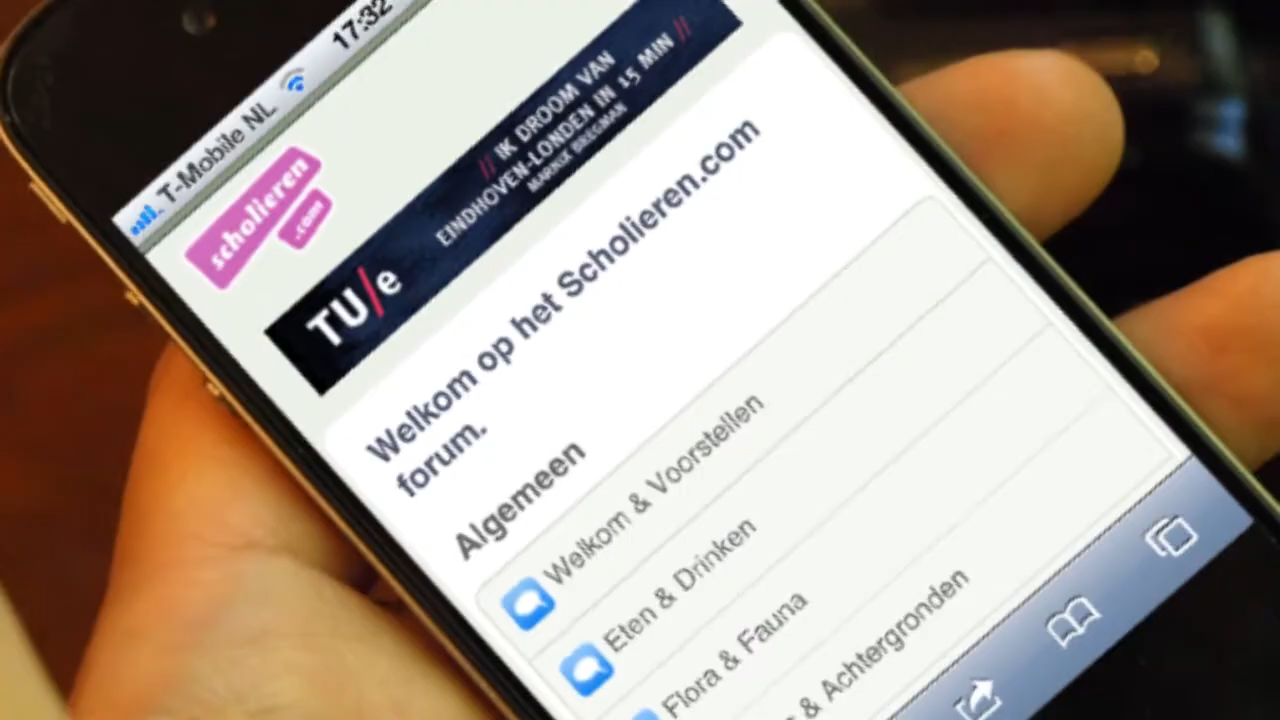 T-Mobile NL 17:32
scholieren
.com
TU/e
// IK DROOM VAN
EINDHOVEN-LONDEN IN 15 MIN //
MARNIX BREGMAN
Welkom op het Scholieren.com
forum.
Algemeen
Welkom & Voorstellen
Eten & Drinken
Flora & Fauna
s & Achtergronden